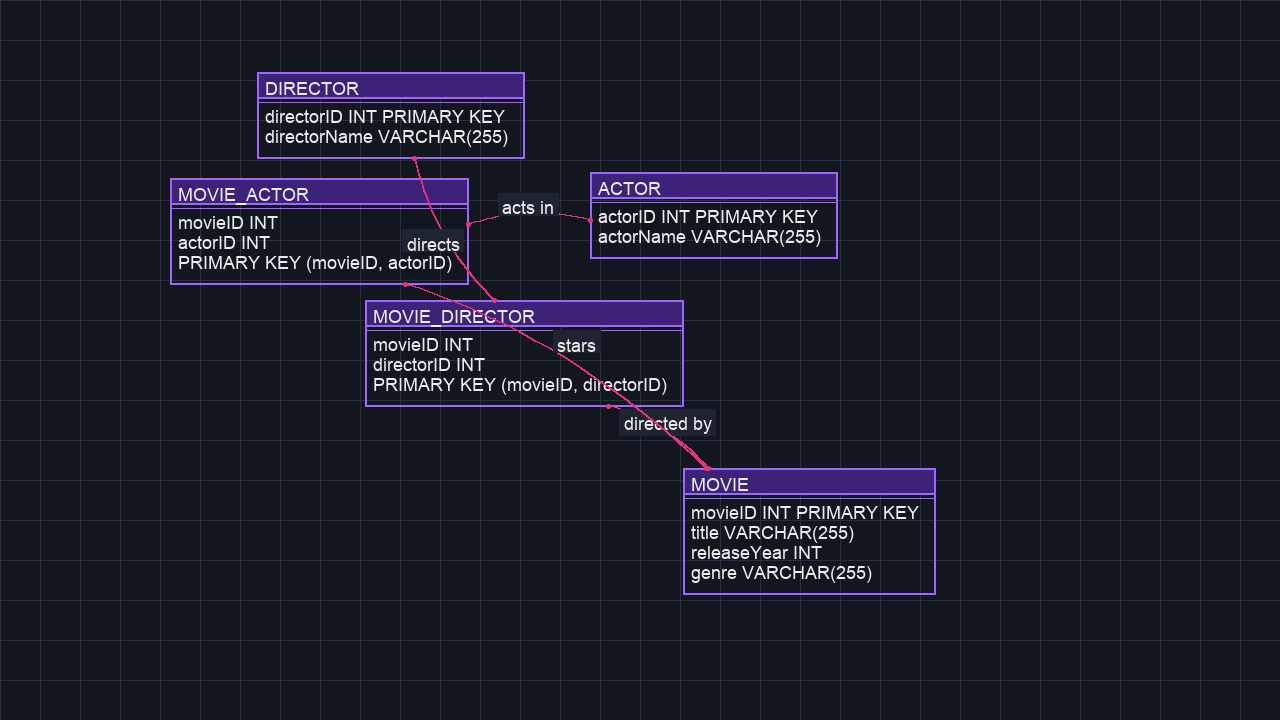 DIRECTOR
directorID INT PRIMARY KEY
directorName VARCHAR(255)
MOVIE_ACTOR
movieID INT
actorID INT
PRIMARY KEY (movieID, actorID)
acts in
ACTOR
actorID INT PRIMARY KEY
actorName VARCHAR(255)
directs
MOVIE_DIRECTOR
movieID INT
directorID INT
PRIMARY KEY (movieID, directorID)
stars
directed by
MOVIE
movieID INT PRIMARY KEY
title VARCHAR(255)
releaseYear INT
genre VARCHAR(255)